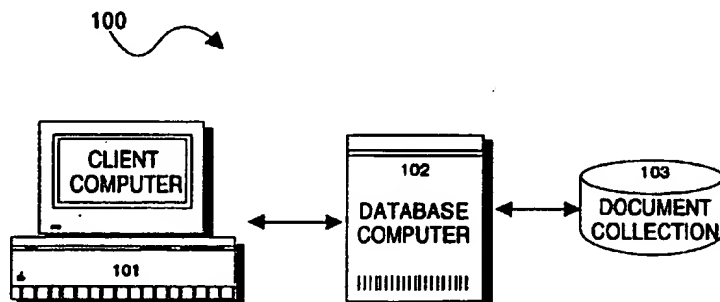 100
CLIENT
COMPUTER
101
102
DATABASE
COMPUTER
103
DOCUMENT
COLLECTION